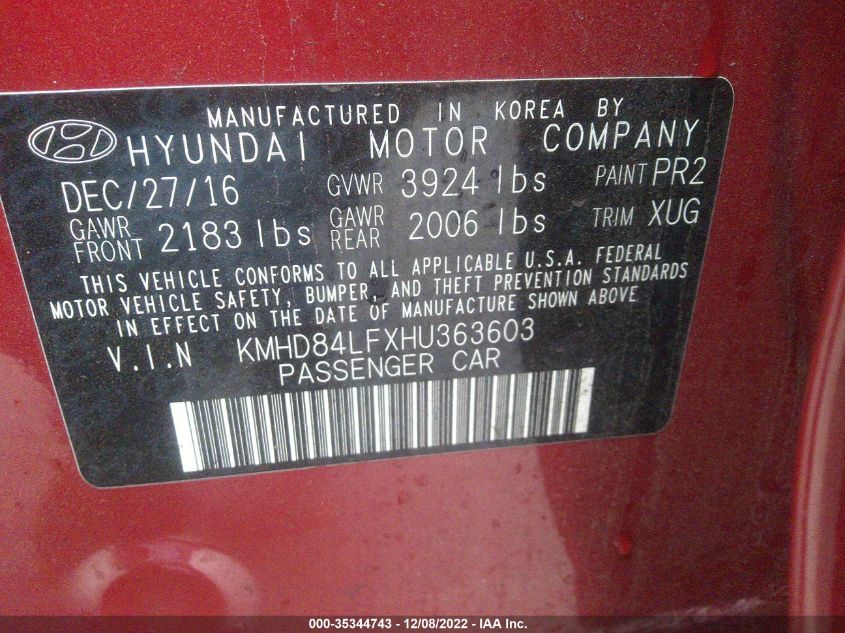 MANUFACTURED IN KOREA BY
HYUNDAI MOTOR COMPANY
DEC/27/16 GVWR 3924 lbs PAINT PR2
GAWR FRONT 2183 lbs GAWR REAR 2006 lbs TRIM XUG
THIS VEHICLE CONFORMS TO ALL APPLICABLE U.S.A. FEDERAL
MOTOR VEHICLE SAFETY, BUMPER, AND THEFT PREVENTION STANDARDS
IN EFFECT ON THE DATE OF MANUFACTURE SHOWN ABOVE
V.I.N KMHD84LFXHU363603
PASSENGER CAR
000-35344743 - 12/08/2022 - IAA Inc.